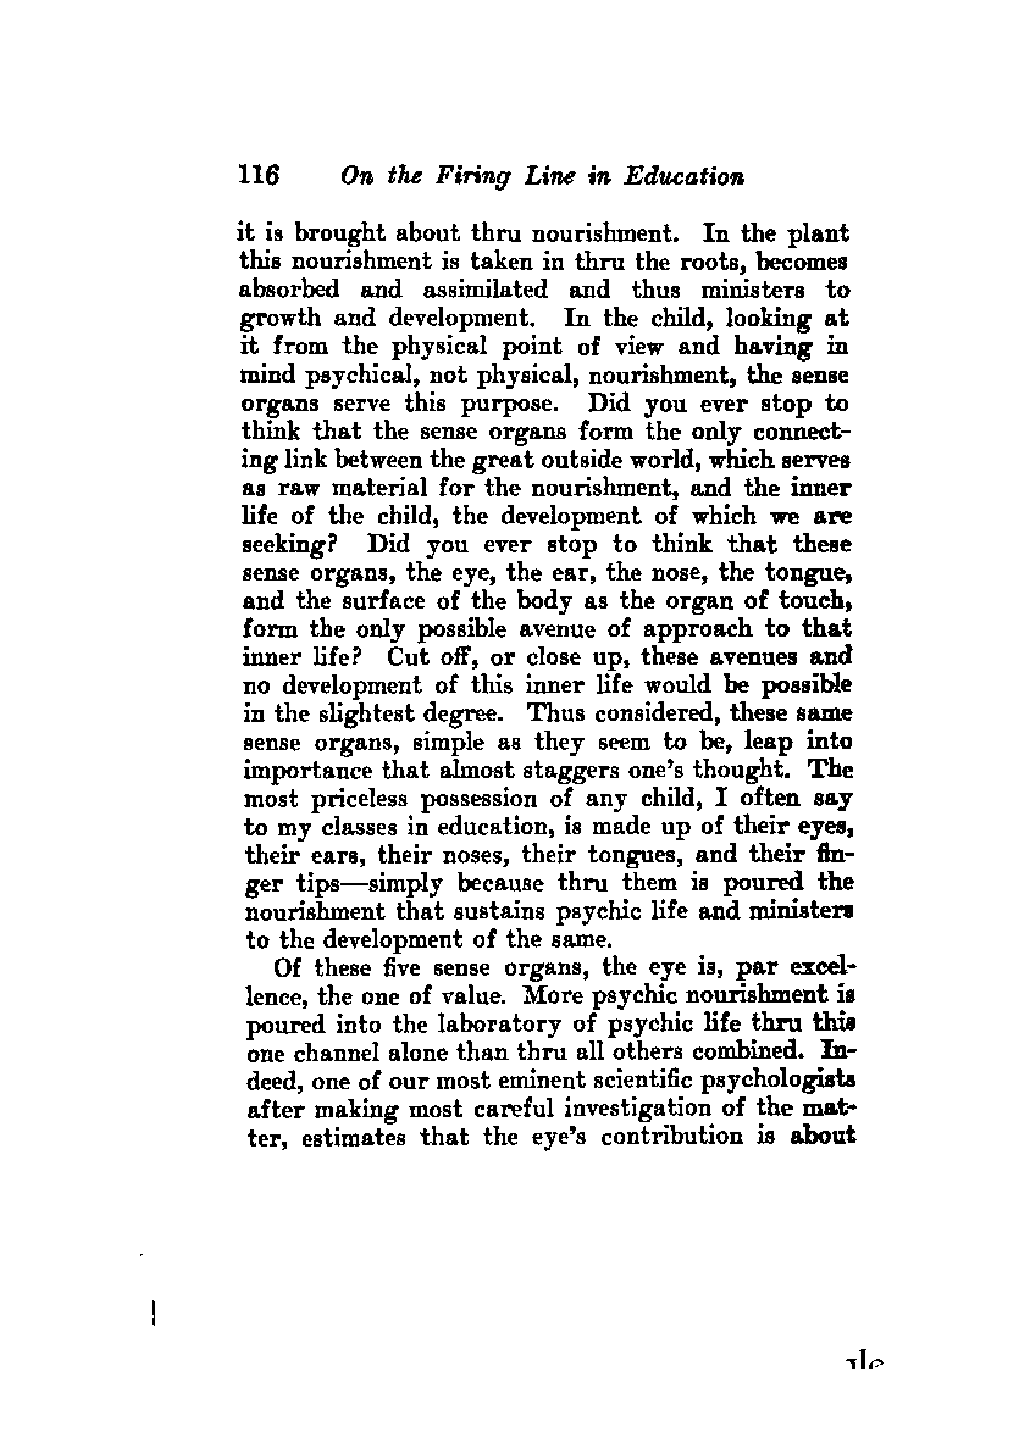 116 On the Firing Line in Education
it is brought about thru nourishment. In the plant
this nourishment is taken in thru the roots, becomes
absorbed and assimilated and thus ministers to
growth and development. In the child, looking at
it from the physical point of view and having in
mind psychical, not physical, nourishment, the sense
organs serve this purpose. Did you ever stop to
think that the sense organs form the only connect-
ing link between the great outside world, which serves
as raw material for the nourishment, and the inner
life of the child, the development of which we are
seeking? Did you ever stop to think that these
sense organs, the eye, the ear, the nose, the tongue,
and the surface of the body as the organ of touch,
form the only possible avenue of approach to that
inner life? Cut off, or close up, these avenues and
no development of this inner life would be possible
in the slightest degree. Thus considered, these same
sense organs, simple as they seem to be, leap into
importance that almost staggers one's thought. The
most priceless possession of any child, I often say
to my classes in education, is made up of their eyes,
their ears, their noses, their tongues, and their fin-
ger tips—simply because thru them is poured the
nourishment that sustains psychic life and ministers
to the development of the same.
Of these five sense organs, the eye is, par excel-
lence, the one of value. More psychic nourishment is
poured into the laboratory of psychic life thru this
one channel alone than thru all others combined. In-
deed, one of our most eminent scientific psychologists
after making most careful investigation of the mat-
ter, estimates that the eye's contribution is about